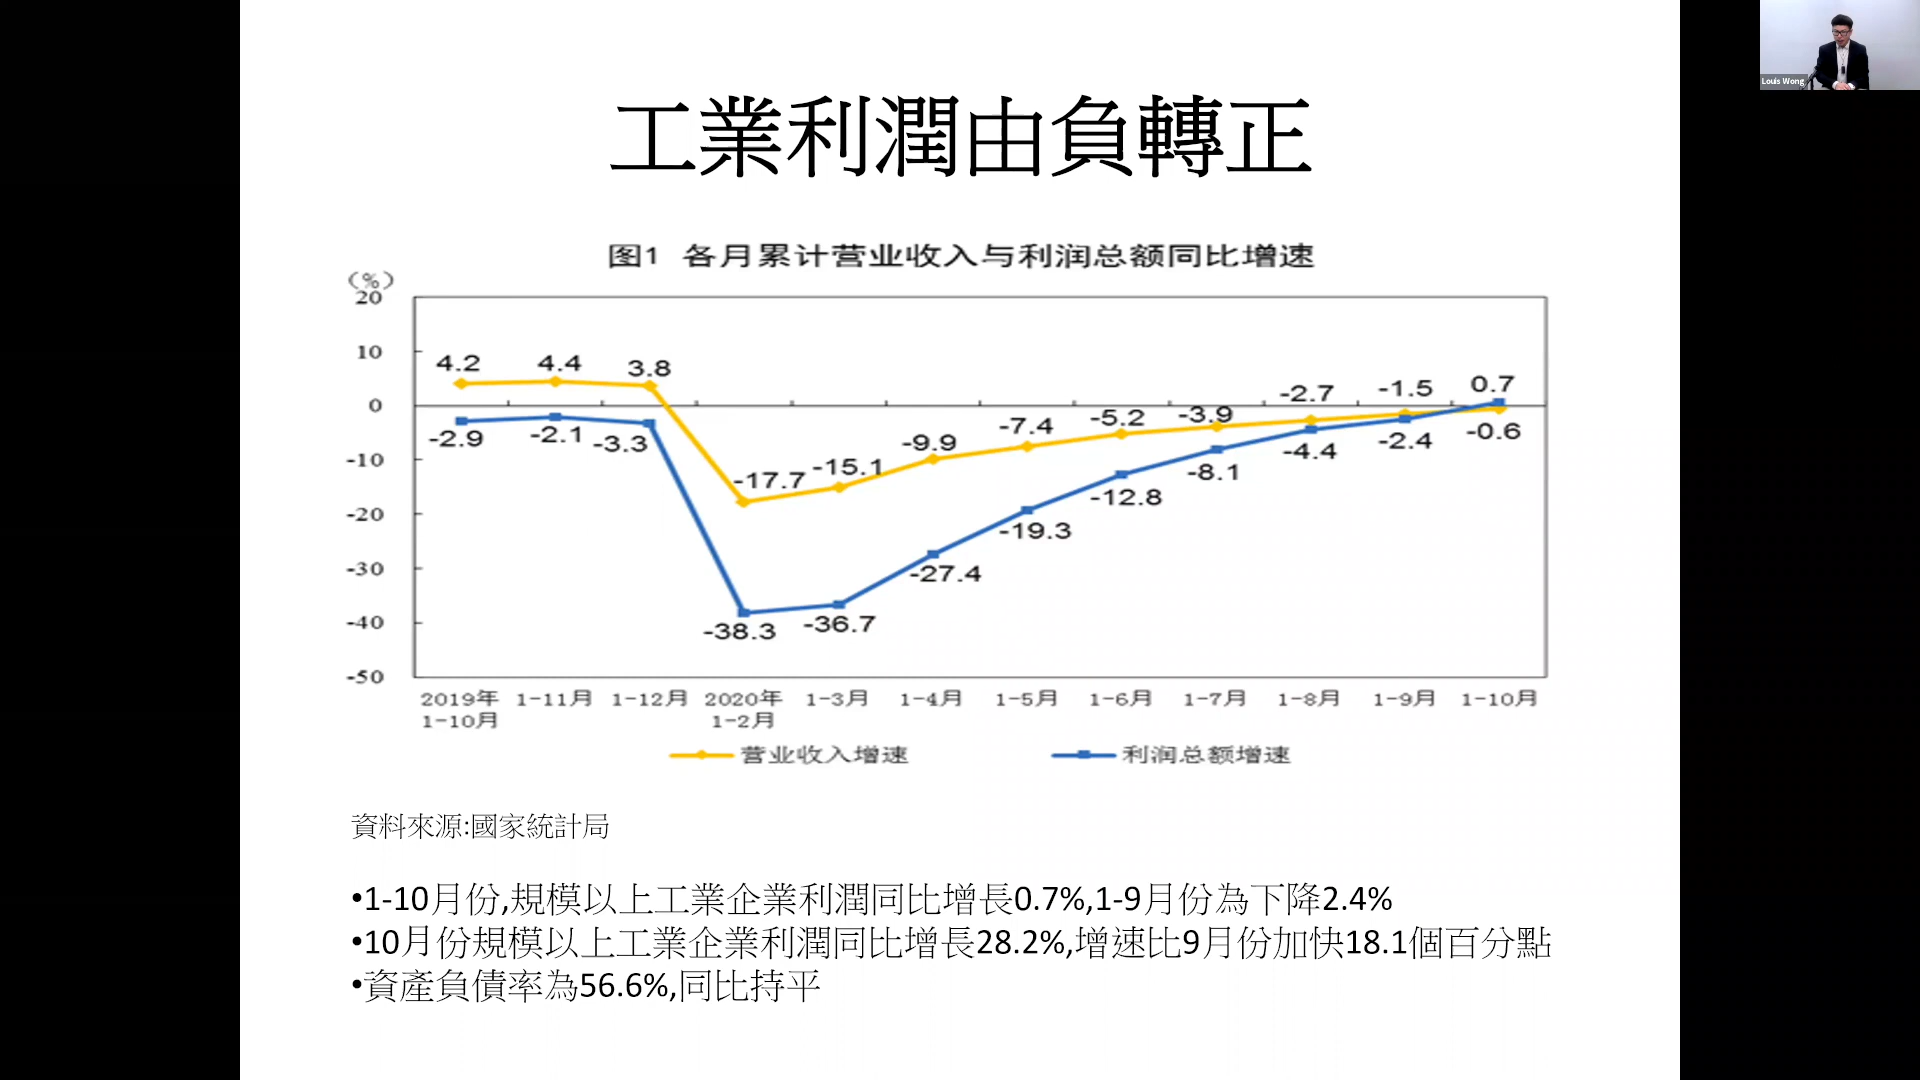 Louis Wong
工業利潤由負轉正
图1 各月累计营业收入与利润总额同比增速
(%)
20
10
0
-10
-20
-30
-40
-50
4.2 4.4 3.8 -17.7 -15.1 -9.9 -7.4 -5.2 -3.9 -2.7 -1.5 0.7
-2.9 -2.1 -3.3 -38.3 -36.7 -27.4 -19.3 -12.8 -8.1 -4.4 -2.4 -0.6
2019年 1-11月 1-12月 2020年 1-3月 1-4月 1-5月 1-6月 1-7月 1-8月 1-9月 1-10月
1-10月 1-2月
营业收入增速 利润总额增速
資料來源:國家統計局
•1-10月份,規模以上工業企業利潤同比增長0.7%,1-9月份為下降2.4%
•10月份規模以上工業企業利潤同比增長28.2%,增速比9月份加快18.1個百分點
•資產負債率為56.6%,同比持平